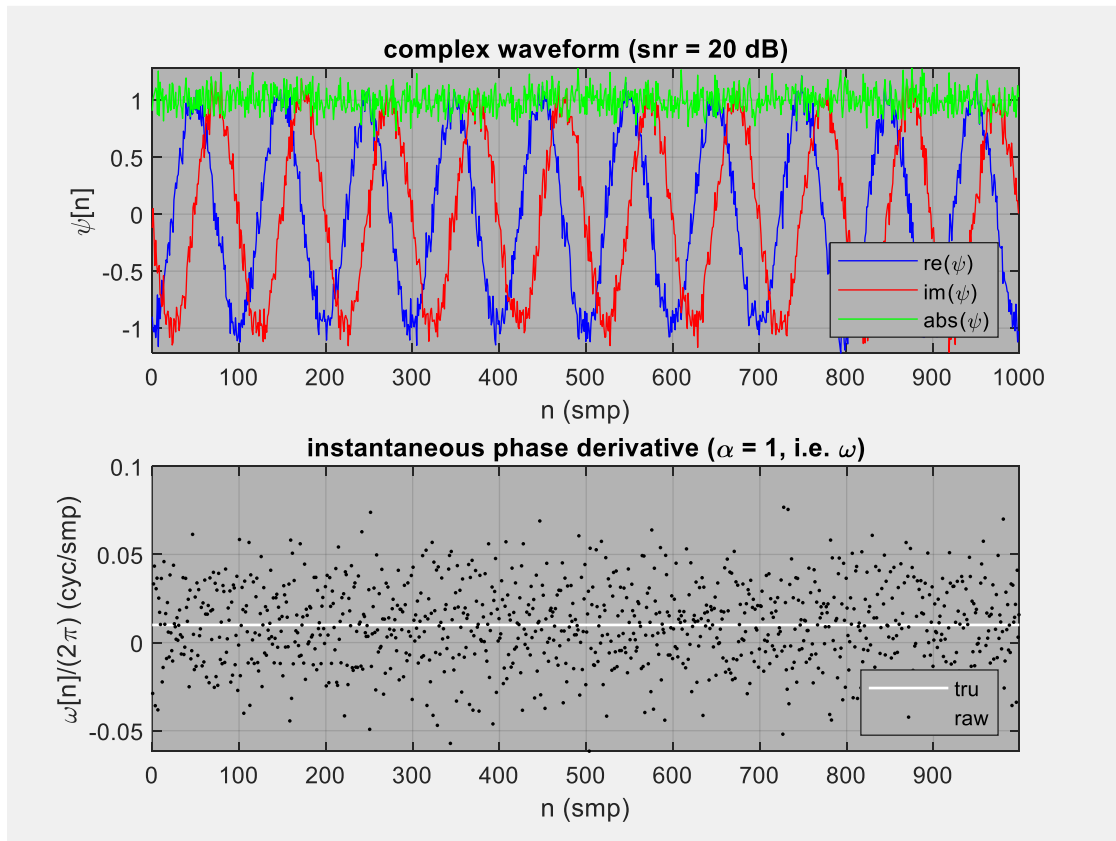 complex waveform (snr = 20 dB)
1
0.5
0
-0.5
-1
ψ[n]
re(ψ)
im(ψ)
abs(ψ)
0 100 200 300 400 500 600 700 800 900 1000
n (smp)
instantaneous phase derivative (α = 1, i.e. ω)
0.1
0.05
0
-0.05
ω[n]/(2π) (cyc/smp)
tru
raw
0 100 200 300 400 500 600 700 800 900
n (smp)